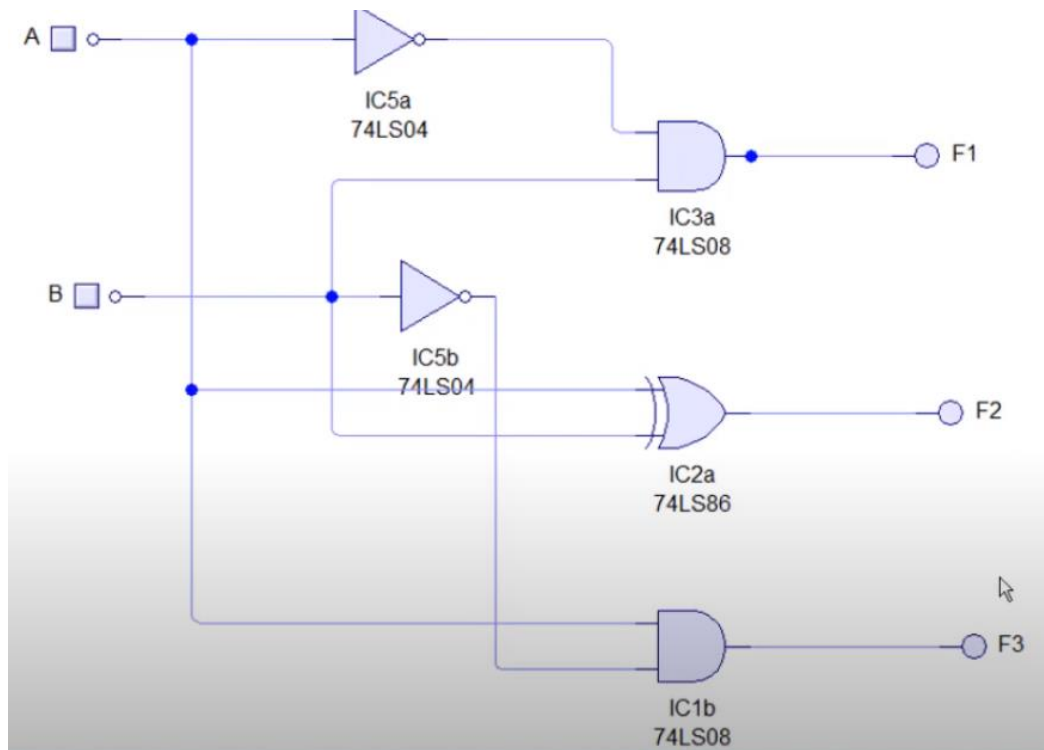 A
IC5a
74LS04
F1
IC3a
74LS08
B
IC5b
74LS04
F2
IC2a
74LS86
F3
IC1b
74LS08